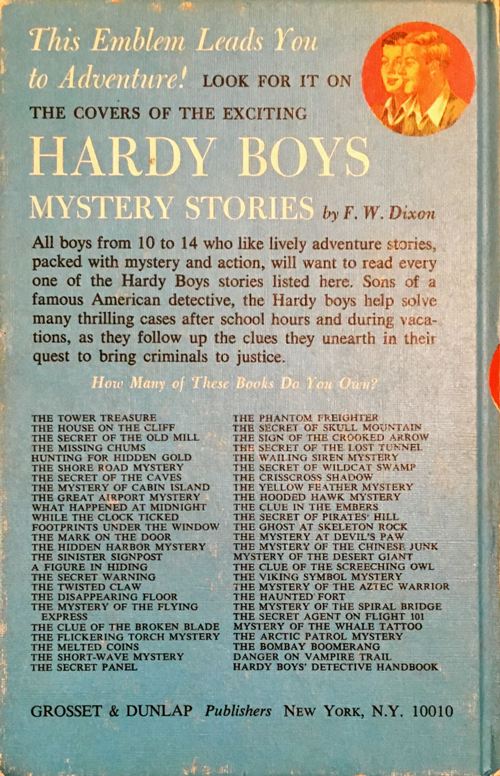 This Emblem Leads You
to Adventure! LOOK FOR IT ON
THE COVERS OF THE EXCITING
HARDY BOYS
MYSTERY STORIES by F. W. Dixon
All boys from 10 to 14 who like lively adventure stories,
packed with mystery and action, will want to read every
one of the Hardy Boys stories listed here. Sons of a
famous American detective, the Hardy boys help solve
many thrilling cases after school hours and during vaca-
tions, as they follow up the clues they unearth in their
quest to bring criminals to justice.
How Many of These Books Do You Own?
THE TOWER TREASURE
THE HOUSE ON THE CLIFF
THE SECRET OF THE OLD MILL
THE MISSING CHUMS
HUNTING FOR HIDDEN GOLD
THE SHORE ROAD MYSTERY
THE SECRET OF THE CAVES
THE MYSTERY OF CABIN ISLAND
THE GREAT AIRPORT MYSTERY
WHAT HAPPENED AT MIDNIGHT
WHILE THE CLOCK TICKED
FOOTPRINTS UNDER THE WINDOW
THE MARK ON THE DOOR
THE HIDDEN HARBOR MYSTERY
THE SINISTER SIGNPOST
A FIGURE IN HIDING
THE SECRET WARNING
THE TWISTED CLAW
THE DISAPPEARING FLOOR
THE MYSTERY OF THE FLYING
EXPRESS
THE CLUE OF THE BROKEN BLADE
THE FLICKERING TORCH MYSTERY
THE MELTED COINS
THE SHORT-WAVE MYSTERY
THE SECRET PANEL
THE PHANTOM FREIGHTER
THE SECRET OF SKULL MOUNTAIN
THE SIGN OF THE CROOKED ARROW
THE SECRET OF THE LOST TUNNEL
THE WAILING SIREN MYSTERY
THE SECRET OF WILDCAT SWAMP
THE CRISSCROSS SHADOW
THE YELLOW FEATHER MYSTERY
THE HOODED HAWK MYSTERY
THE CLUE IN THE EMBERS
THE SECRET OF PIRATES' HILL
THE GHOST AT SKELETON ROCK
THE MYSTERY AT DEVIL'S PAW
THE MYSTERY OF THE CHINESE JUNK
MYSTERY OF THE DESERT GIANT
THE CLUE OF THE SCREECHING OWL
THE VIKING SYMBOL MYSTERY
THE MYSTERY OF THE AZTEC WARRIOR
THE HAUNTED FORT
THE MYSTERY OF THE SPIRAL BRIDGE
THE SECRET AGENT ON FLIGHT 101
MYSTERY OF THE WHALE TATTOO
THE ARCTIC PATROL MYSTERY
THE BOMBAY BOOMERANG
DANGER ON VAMPIRE TRAIL
HARDY BOYS' DETECTIVE HANDBOOK
GROSSET & DUNLAP Publishers NEW YORK, N.Y. 10010